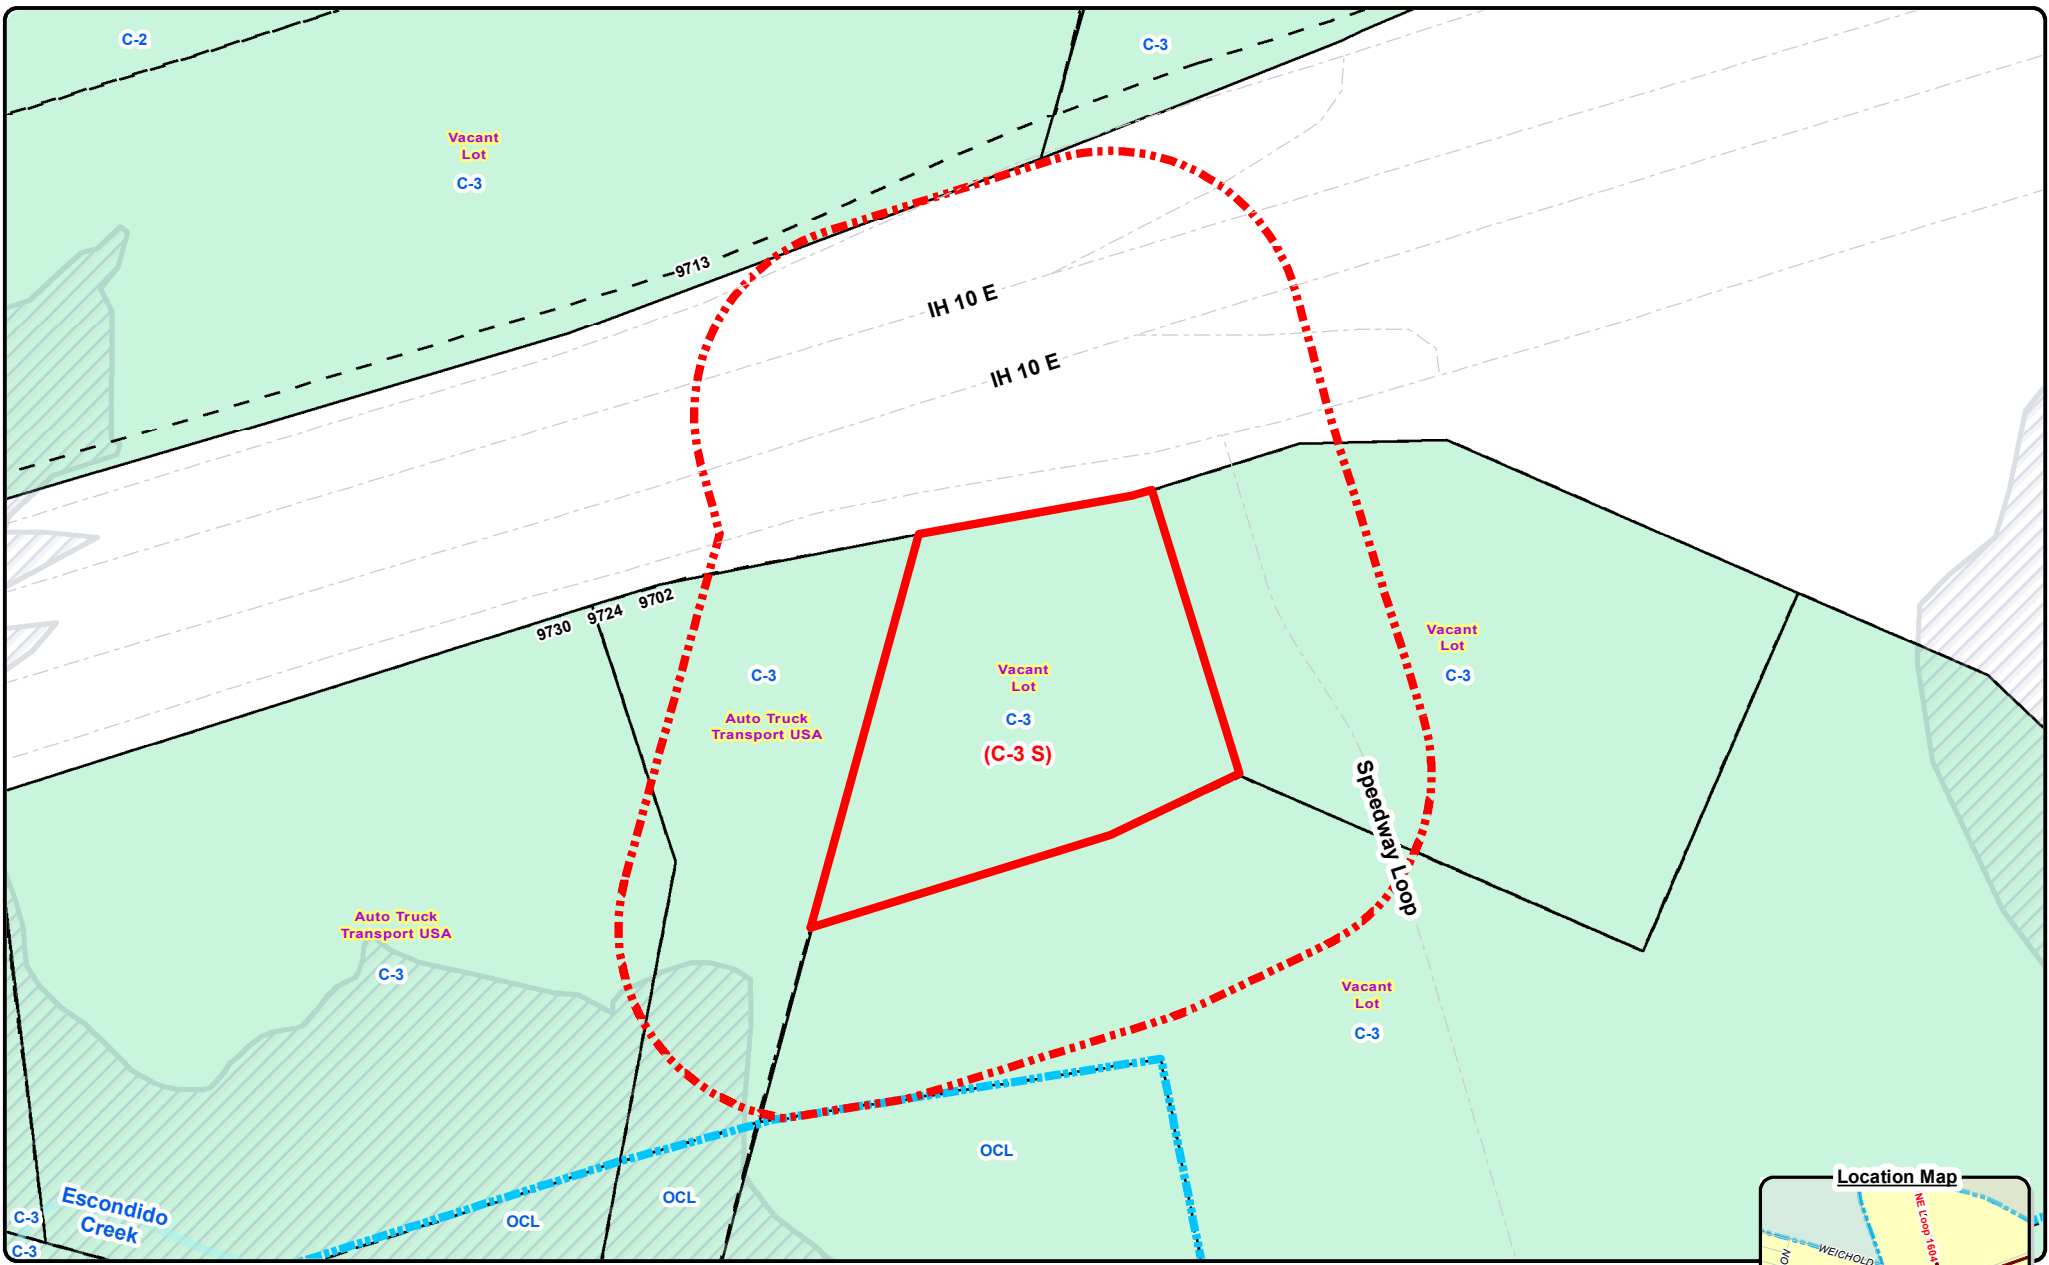 C-2
C-3
Vacant
Lot
C-3
9713
IH 10 E
IH 10 E
9730
9724
9702
C-3
Auto Truck
Transport USA
Vacant
Lot
C-3
(C-3 S)
Vacant
Lot
C-3
Speedway Loop
Auto Truck
Transport USA
C-3
Vacant
Lot
C-3
OCL
OCL
OCL
Escondido
Creek
C-3
C-3
Location Map
NE Loop 1604
WEICHOLD
ON